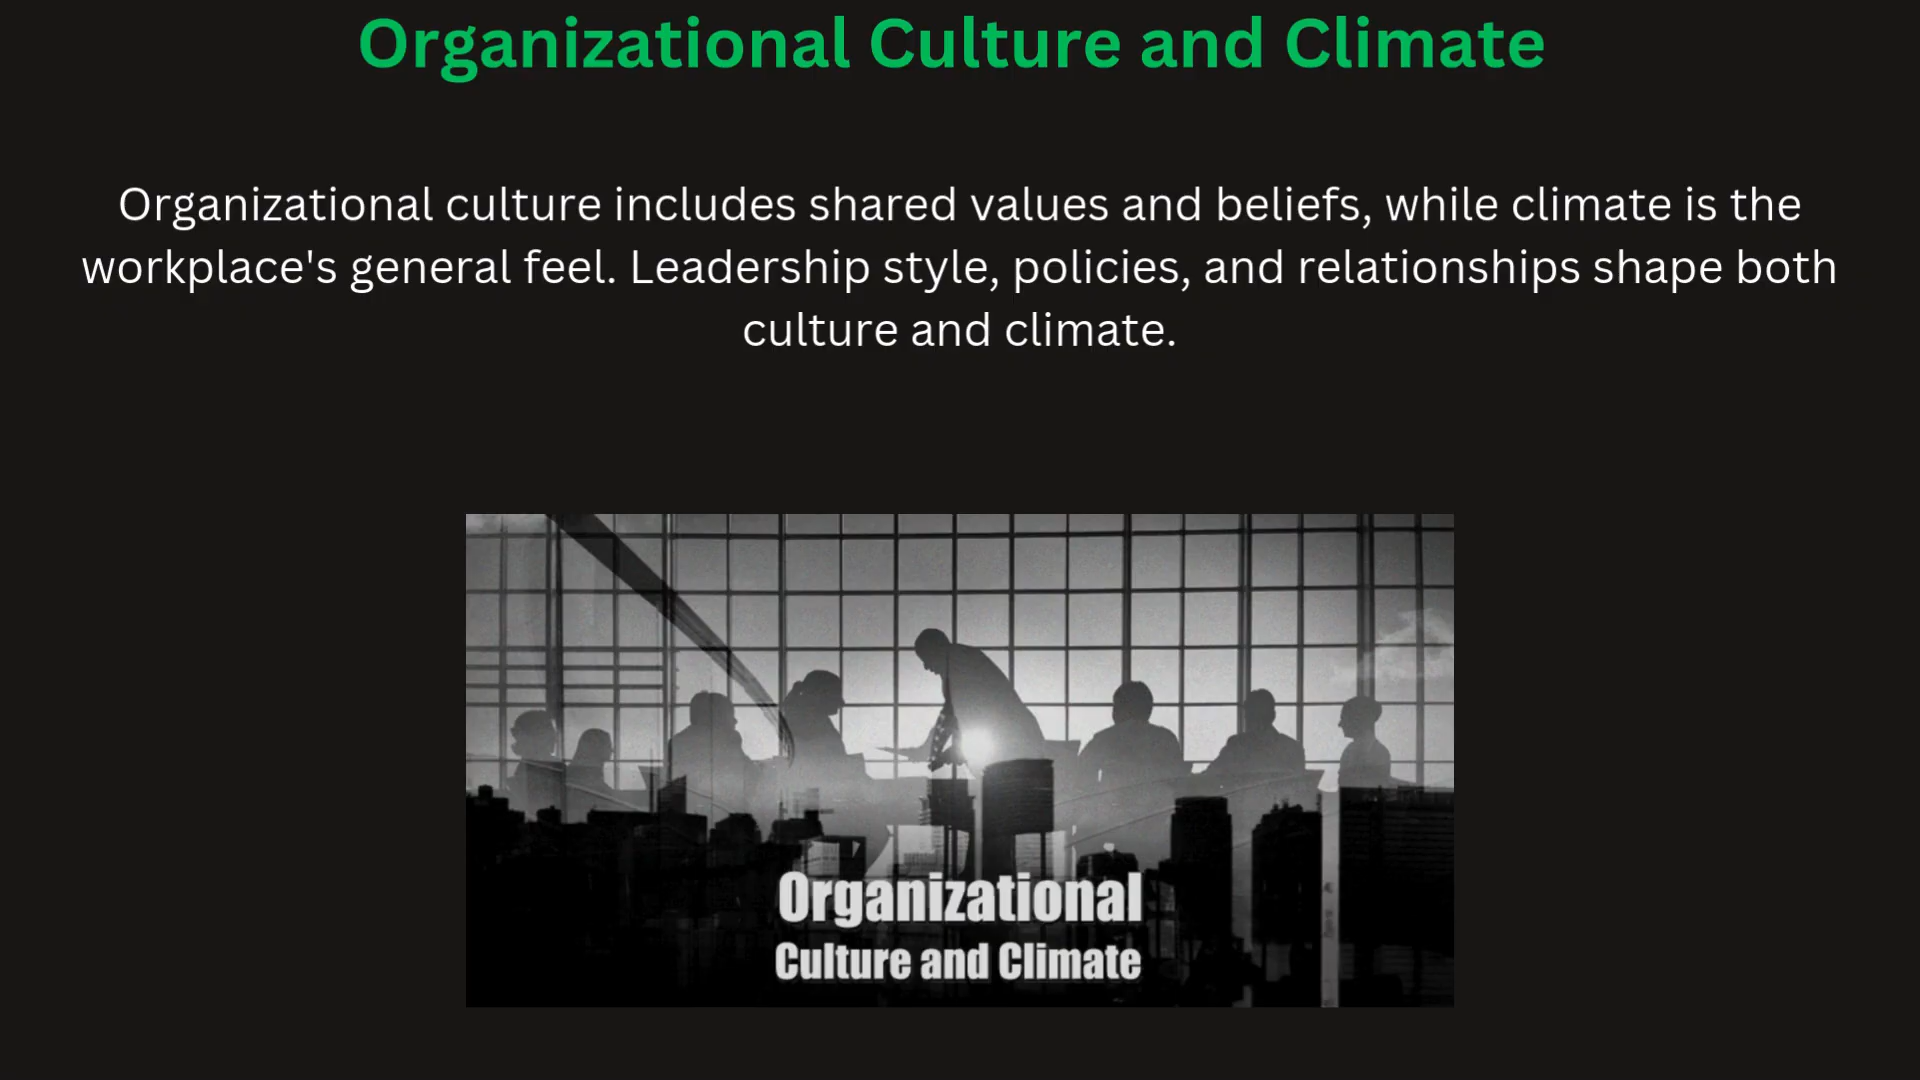 Organizational Culture and Climate
Organizational culture includes shared values and beliefs, while climate is the
workplace's general feel. Leadership style, policies, and relationships shape both
culture and climate.
Organizational
Culture and Climate